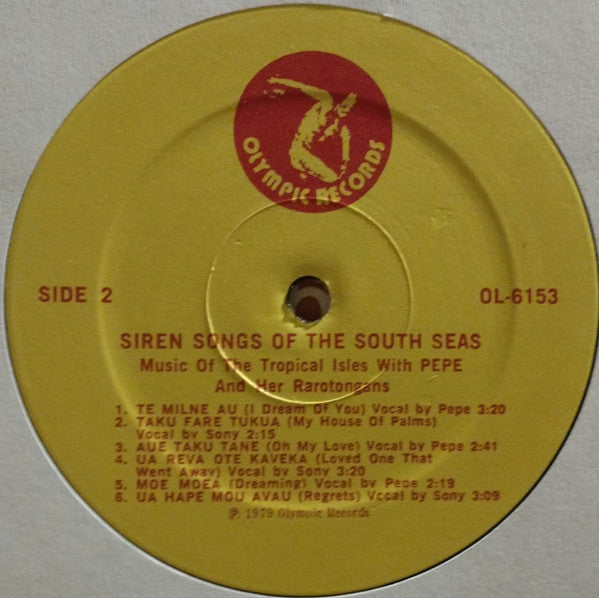 OLYMPIC RECORDS
SIDE 2
OL-6153
SIREN SONGS OF THE SOUTH SEAS
Music Of The Tropical Isles With PEPE
And Her Rarotongans
1. TE MILNE AU (I Dream Of You) Vocal by Pepe 3:20
2. TAKU FARE TUKUA (My House Of Palms)
Vocal by Sony 2:15
3. AUE TAKU TANE (Oh My Love) Vocal by Pepe 2:41
4. UA REVA OTE KAVEKA (Loved One That
Went Away) Vocal by Sony 3:20
5. MOE MOEA (Dreaming) Vocal by Pepe 2:19
6. UA HAPE MOU AVAU (Regrets) Vocal by Sony 3:09
℗ 1979 Olympic Records